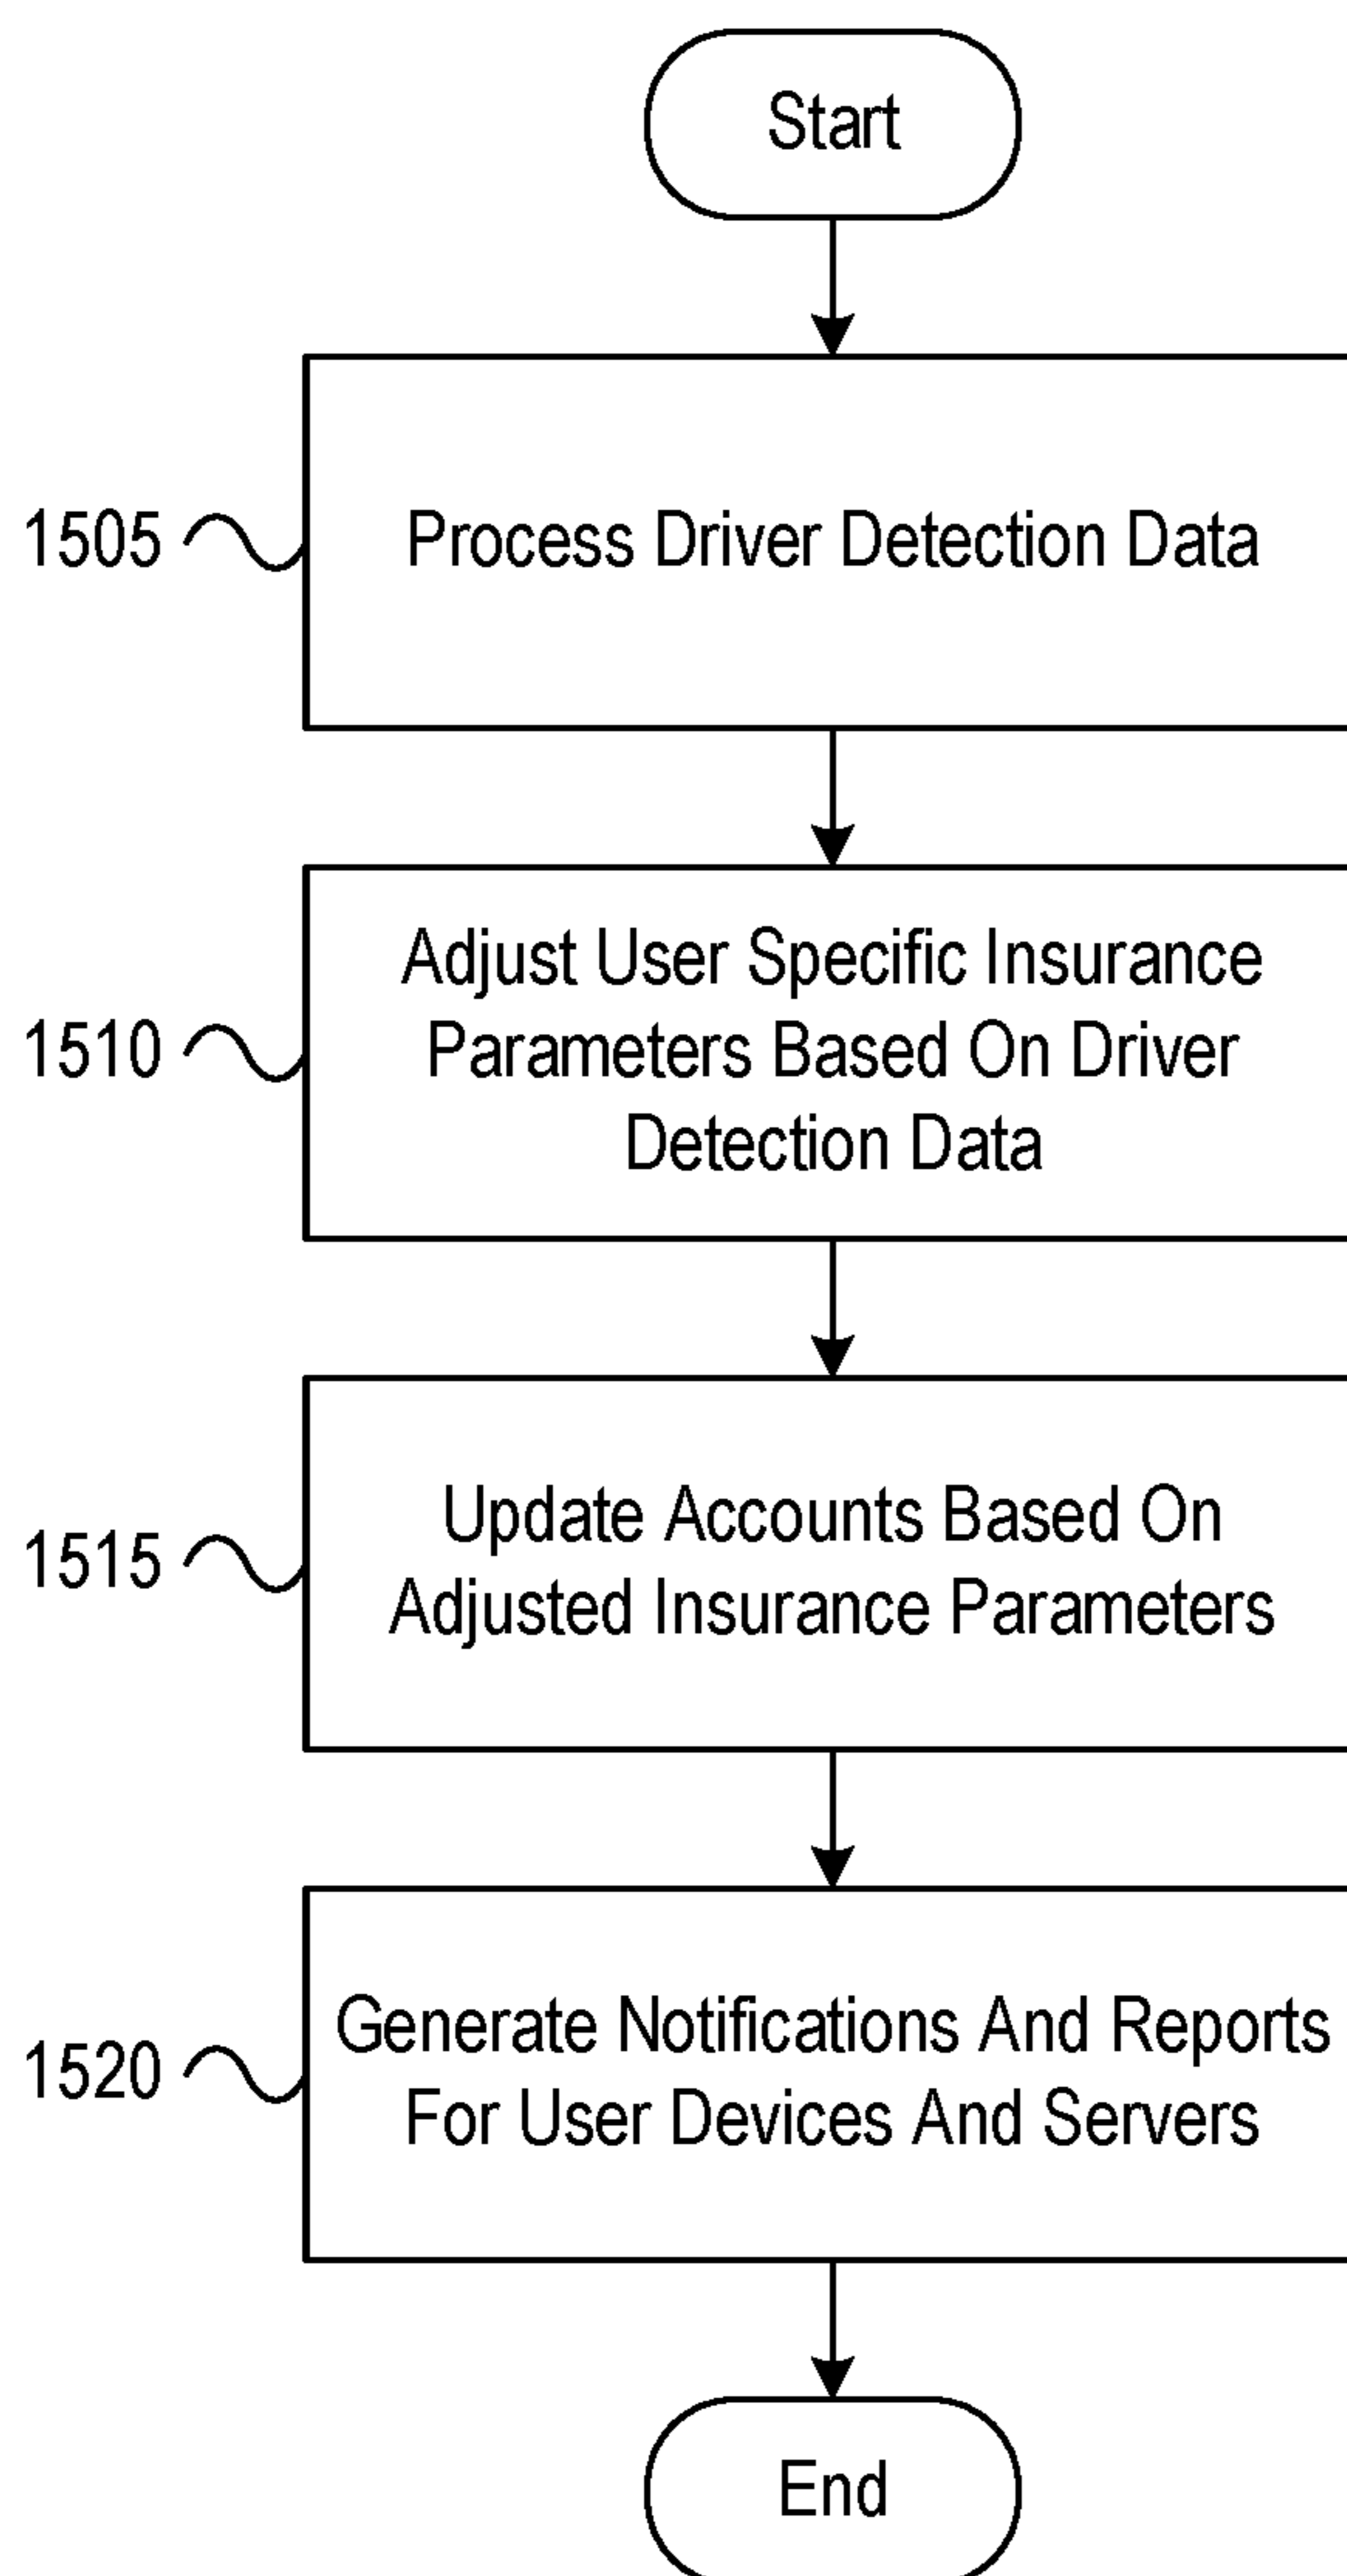 Start
1505
Process Driver Detection Data
1510
Adjust User Specific Insurance
Parameters Based On Driver
Detection Data
1515
Update Accounts Based On
Adjusted Insurance Parameters
1520
Generate Notifications And Reports
For User Devices And Servers
End